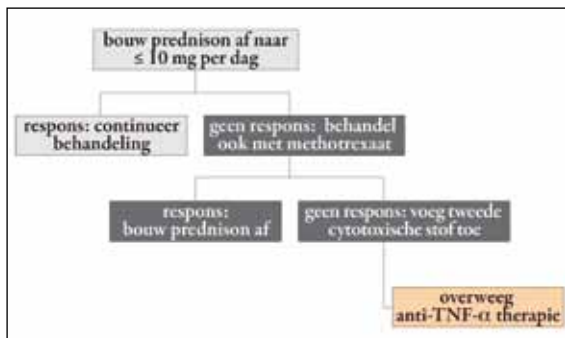 bouw prednison af naar
≤ 10 mg per dag
respons: continueer
behandeling
geen respons: behandel
ook met methotrexaat
respons:
bouw prednison af
geen respons: voeg tweede
cytotoxische stof toe
overweeg
anti-TNF-α therapie